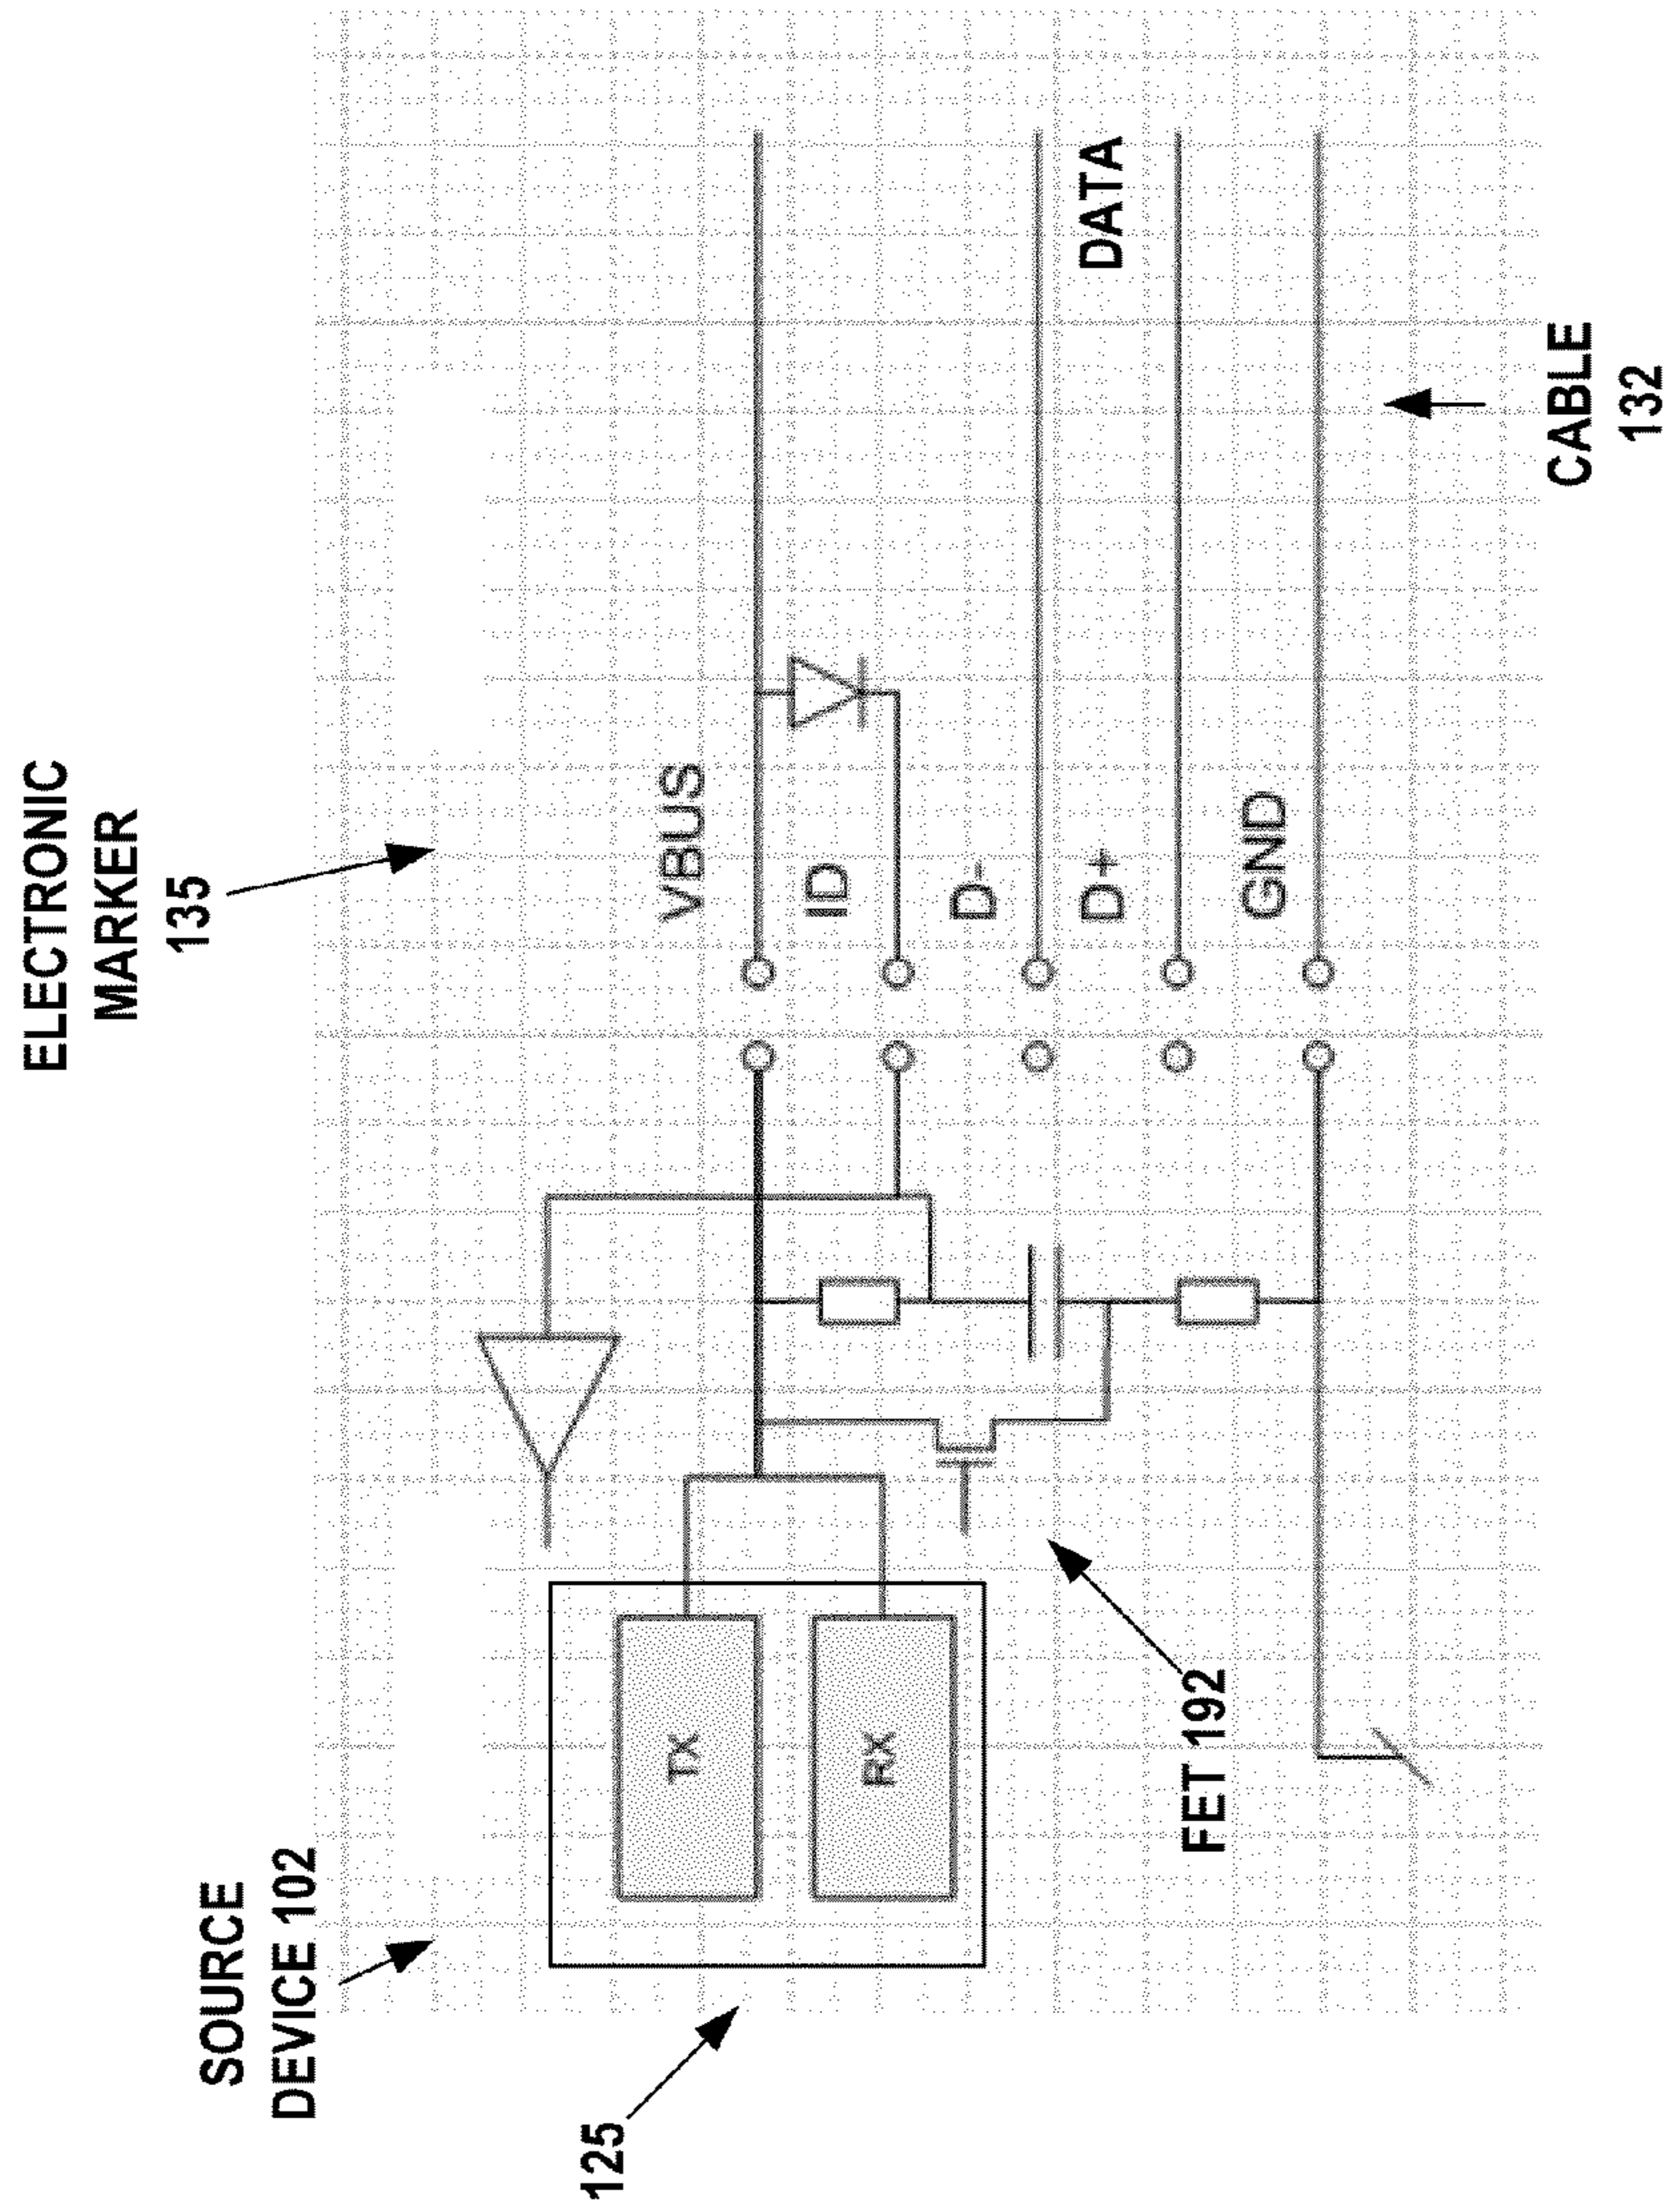 ELECTRONIC
MARKER
135
SOURCE
DEVICE 102
125
TX
RX
FET 192
VBUS
ID
D-
D+
GND
DATA
CABLE
132